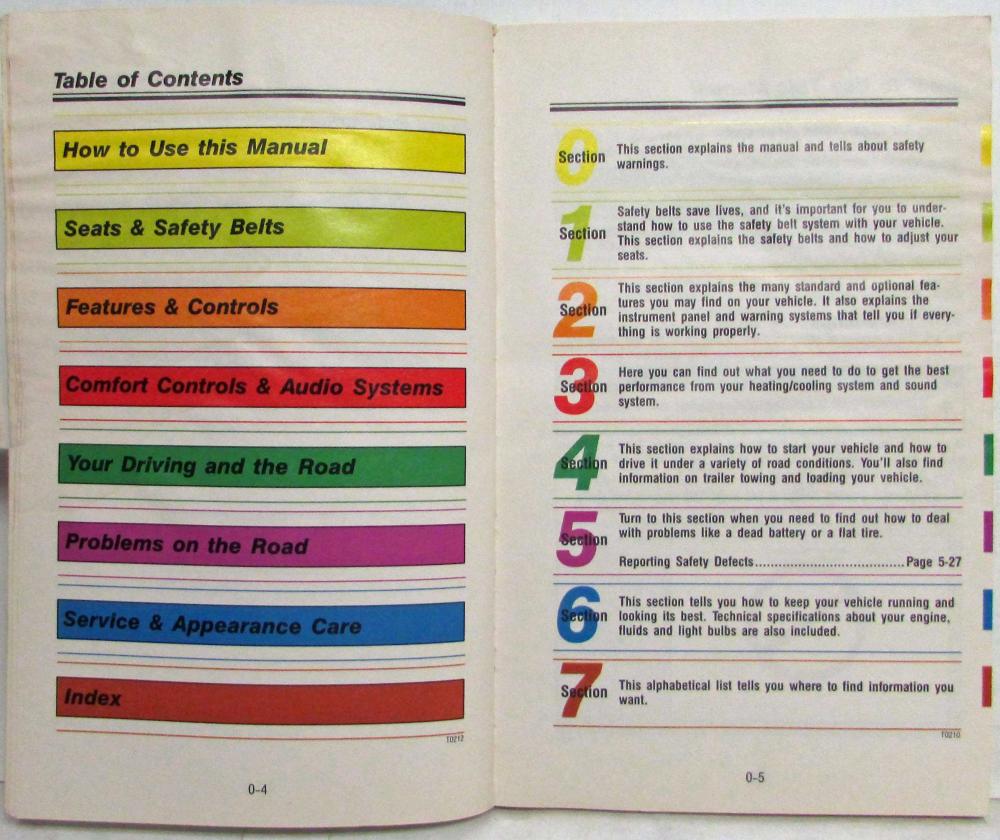 Table of Contents
How to Use this Manual
Seats & Safety Belts
Features & Controls
Comfort Controls & Audio Systems
Your Driving and the Road
Problems on the Road
Service & Appearance Care
Index
T0212
0-4
0
Section
This section explains the manual and tells about safety
warnings.
1
Section
Safety belts save lives, and it's important for you to under-
stand how to use the safety belt system with your vehicle.
This section explains the safety belts and how to adjust your
seats.
2
Section
This section explains the many standard and optional fea-
tures you may find on your vehicle. It also explains the
instrument panel and warning systems that tell you if every-
thing is working properly.
3
Section
Here you can find out what you need to do to get the best
performance from your heating/cooling system and sound
system.
4
Section
This section explains how to start your vehicle and how to
drive it under a variety of road conditions. You'll also find
information on trailer towing and loading your vehicle.
5
Section
Turn to this section when you need to find out how to deal
with problems like a dead battery or a flat tire.
Reporting Safety Defects....................................Page 5-27
6
Section
This section tells you how to keep your vehicle running and
looking its best. Technical specifications about your engine,
fluids and light bulbs are also included.
7
Section
This alphabetical list tells you where to find information you
want.
T0210
0-5